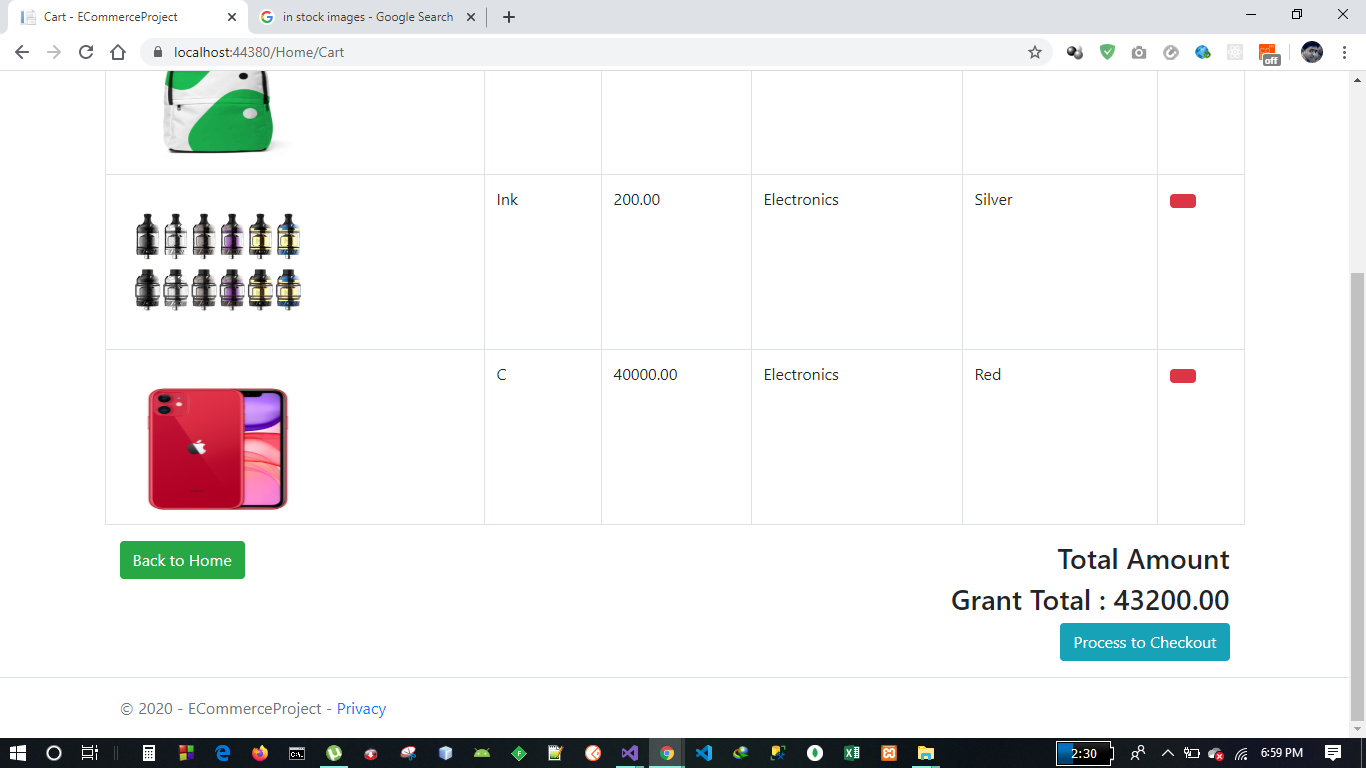 Cart - ECommerceProject
in stock images - Google Search
localhost:44380/Home/Cart
off
Ink 200.00 Electronics Silver
C 40000.00 Electronics Red
Back to Home
Total Amount
Grant Total : 43200.00
Process to Checkout
© 2020 - ECommerceProject - Privacy
2:30
6:59 PM